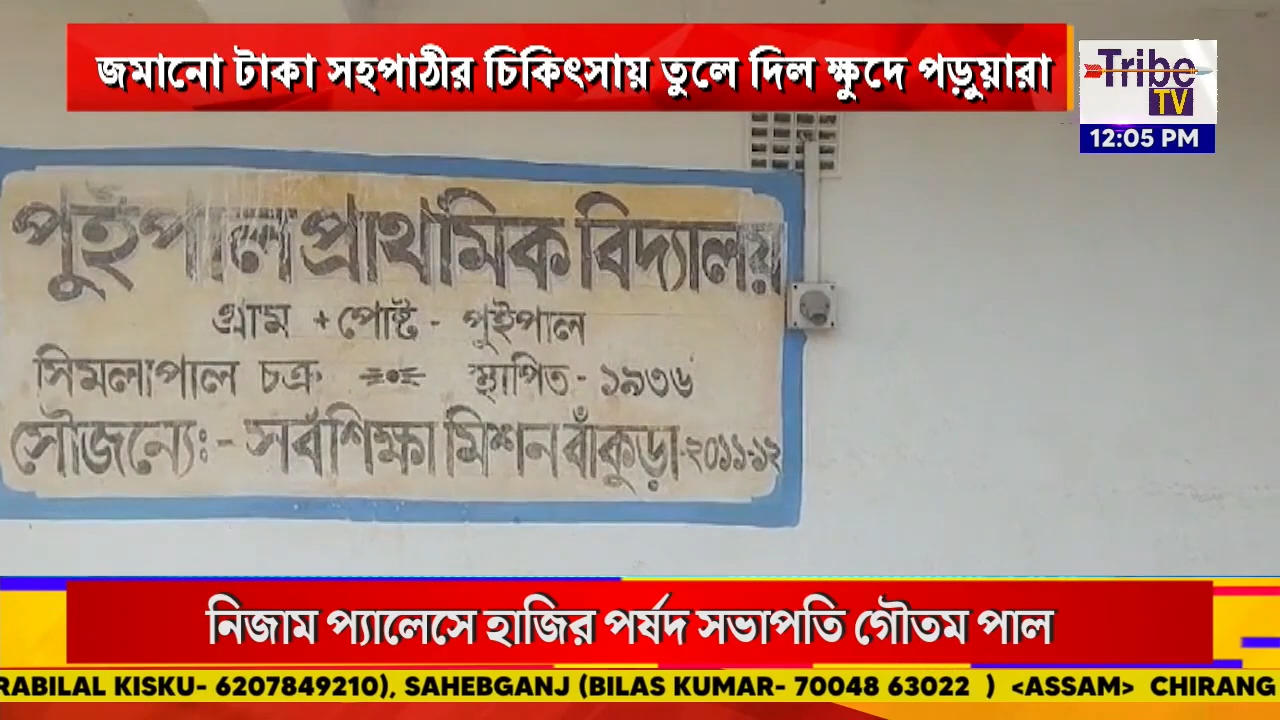 জমানো টাকা সহপাঠীর চিকিৎসায় তুলে দিল ক্ষুদে পড়ুয়ারা
Tribe
TV
12:05 PM
পুইপাল প্রাথমিক বিদ্যালয়
গ্রাম + পোষ্ট - পুইপাল
সিমলাপাল চক্র স্থাপিত - ১৯৩৬
সৌজন্যেঃ - সর্বশিক্ষা মিশন বাঁকুড়া-২০১১-১২
নিজাম প্যালেসে হাজির পর্ষদ সভাপতি গৌতম পাল
RABILAL KISKU- 6207849210), SAHEBGANJ (BILAS KUMAR- 70048 63022 ) <ASSAM> CHIRANG